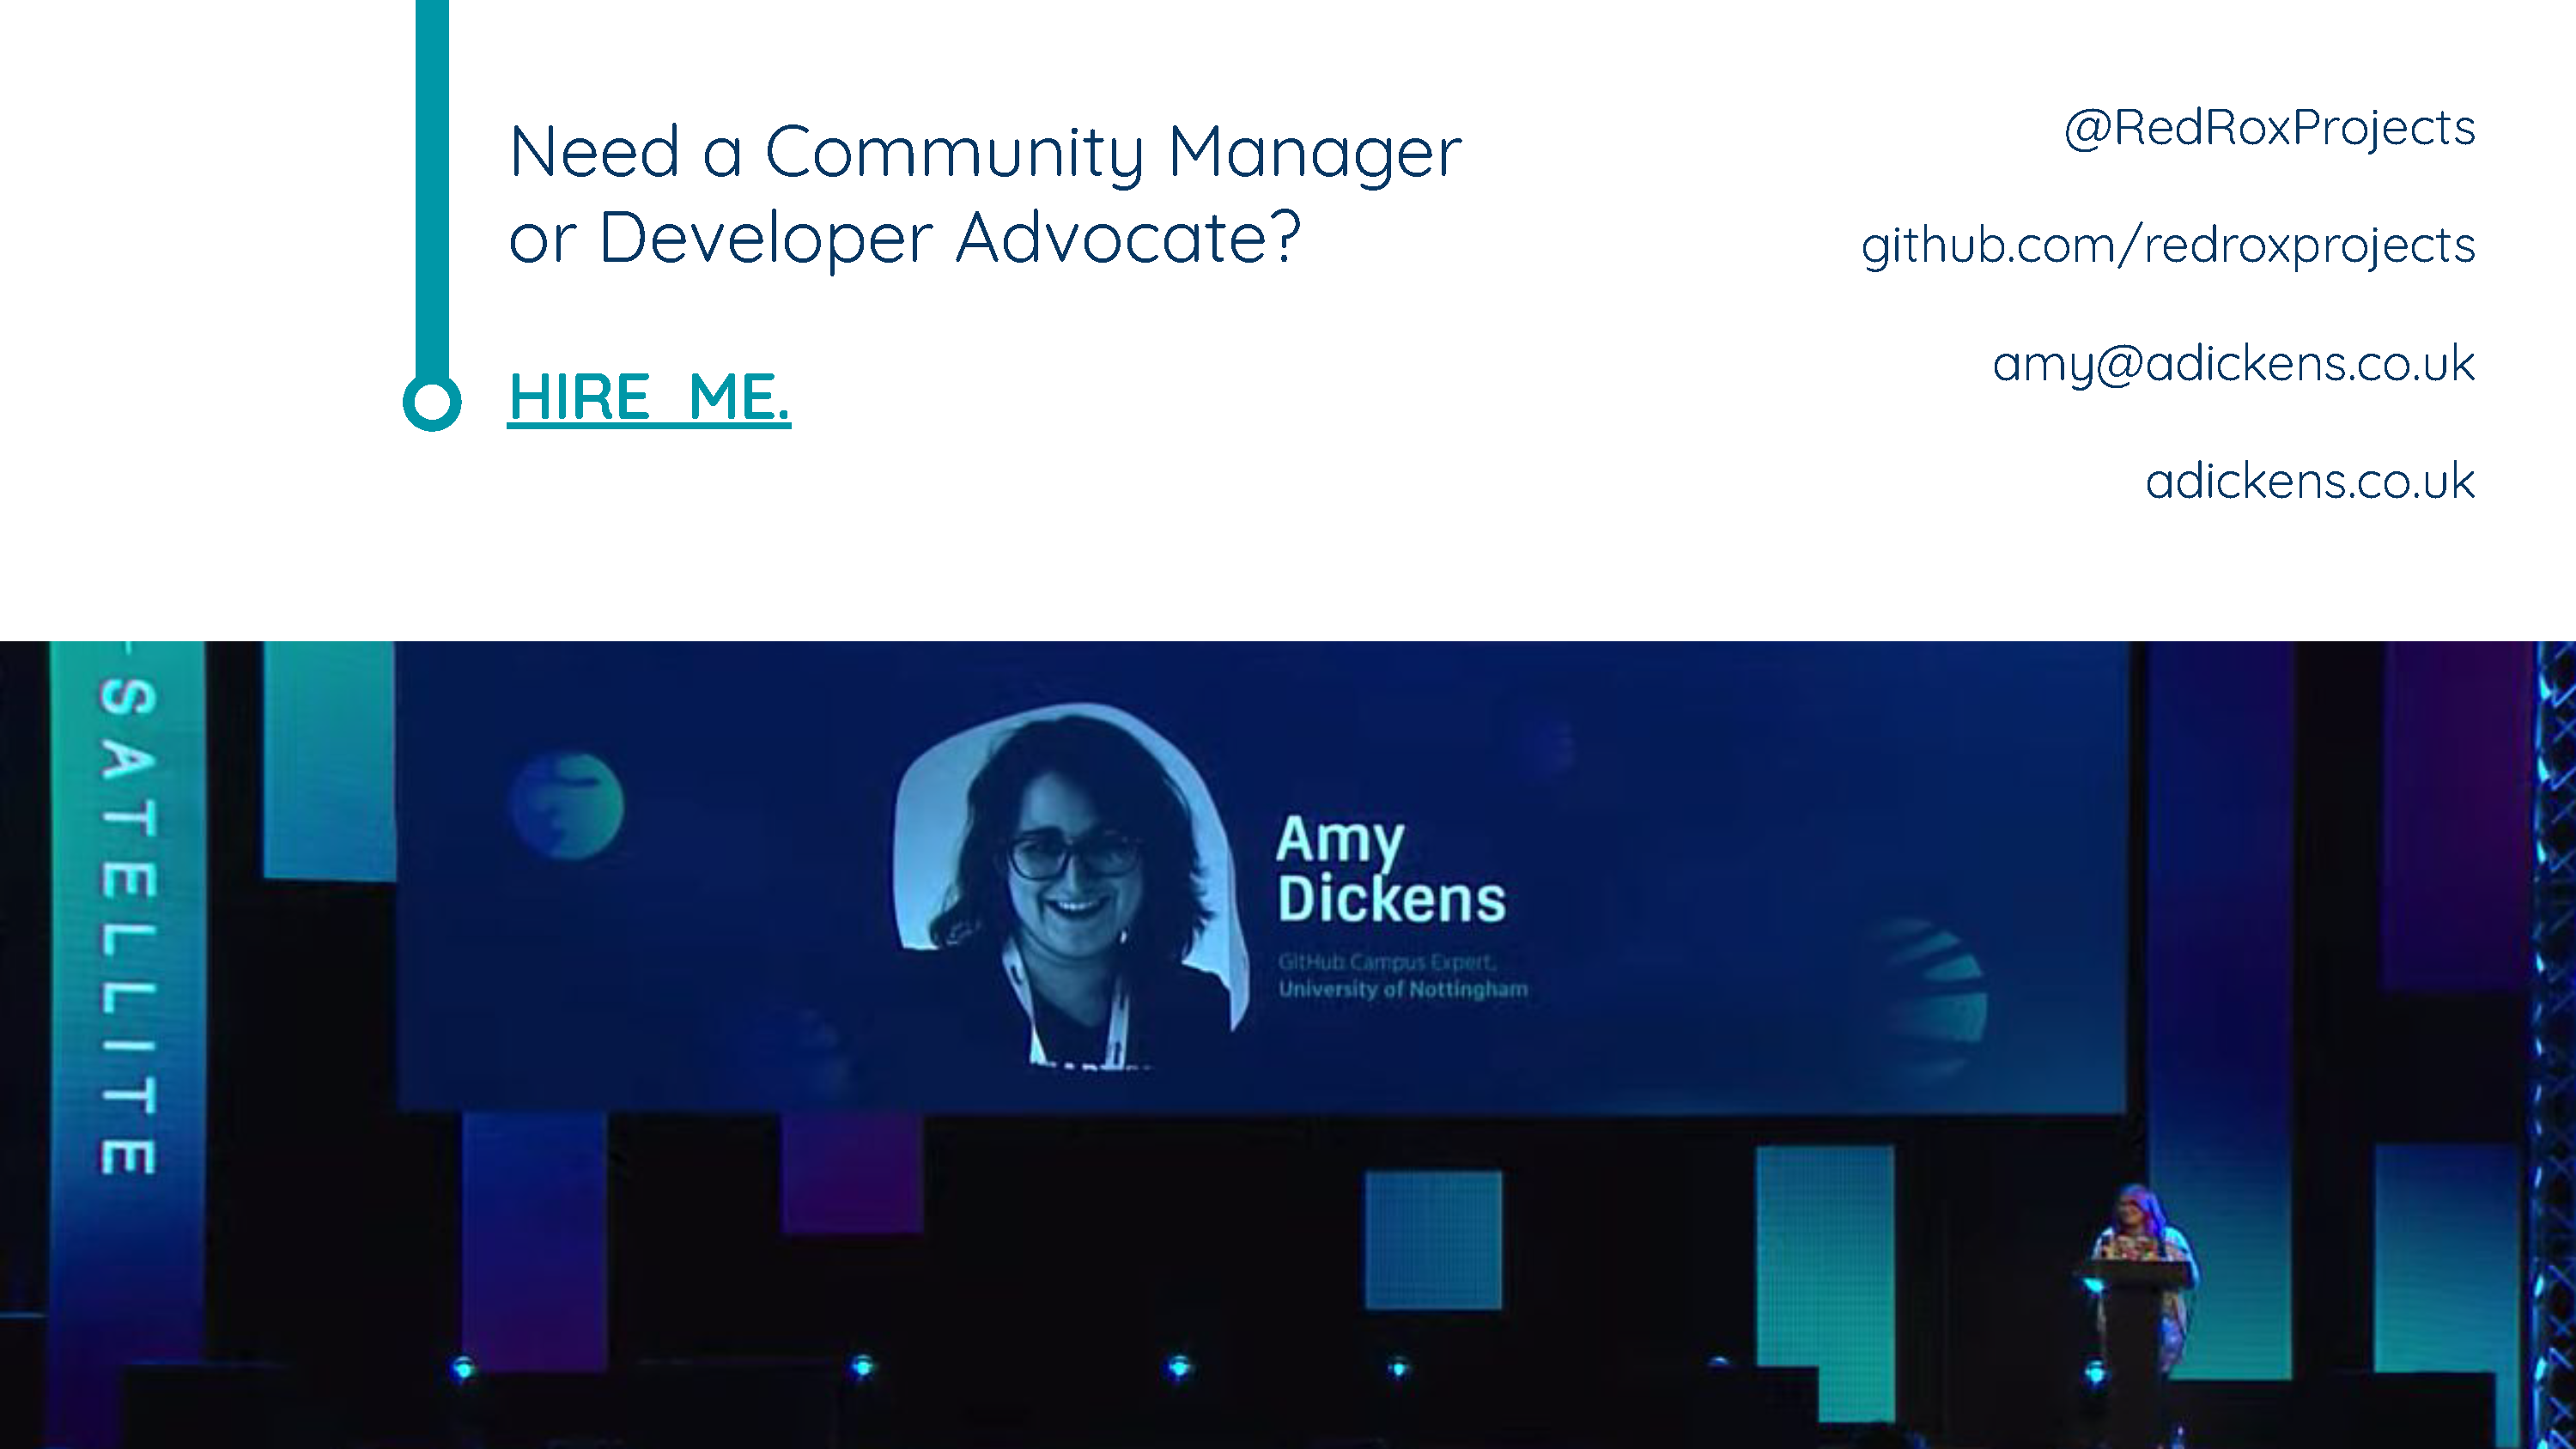 Need a Community Manager
or Developer Advocate?
HIRE ME.
@RedRoxProjects
github.com/redroxprojects
amy@adickens.co.uk
adickens.co.uk
SATELLITE
Amy
Dickens
GitHub Campus Expert,
University of Nottingham